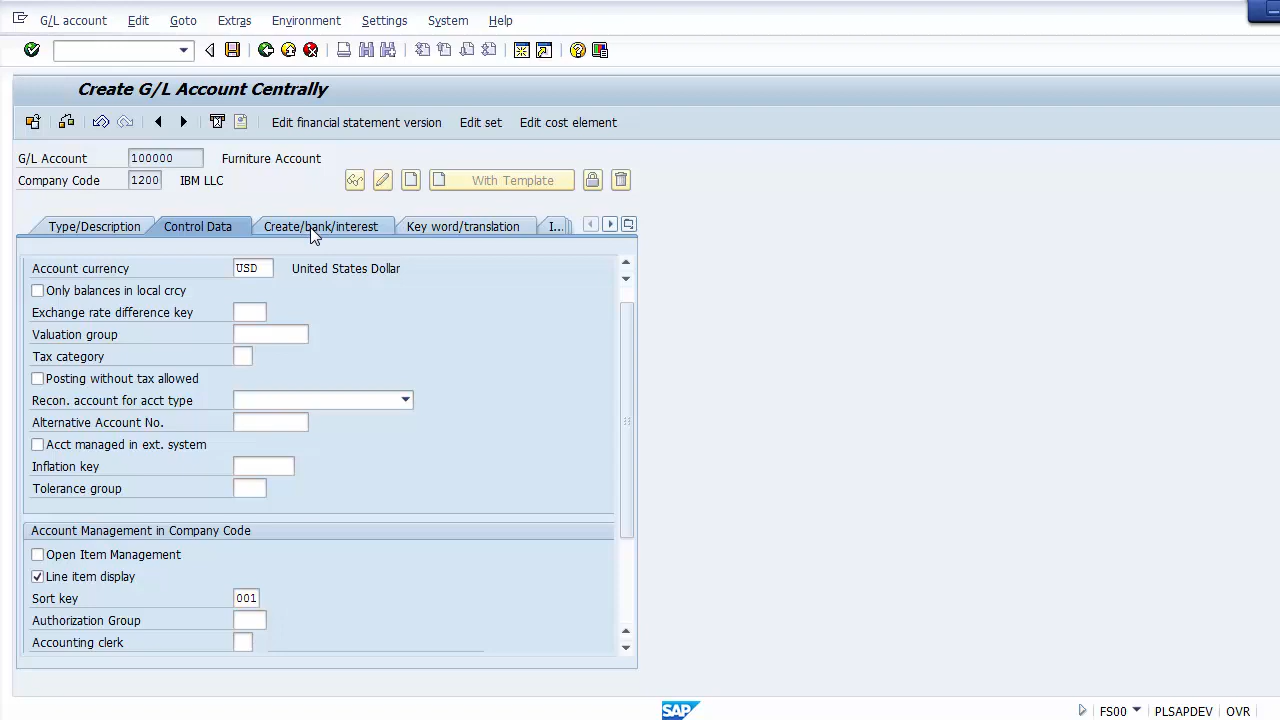 G/L account Edit Goto Extras Environment Settings System Help
Create G/L Account Centrally
Edit financial statement version Edit set Edit cost element
G/L Account 100000 Furniture Account
Company Code 1200 IBM LLC With Template
Type/Description Control Data Create/bank/interest Key word/translation I...
Account currency USD United States Dollar
Only balances in local crcy
Exchange rate difference key
Valuation group
Tax category
Posting without tax allowed
Recon. account for acct type
Alternative Account No.
Acct managed in ext. system
Inflation key
Tolerance group
Account Management in Company Code
Open Item Management
Line item display
Sort key 001
Authorization Group
Accounting clerk
SAP FS00 PLSAPDEV OVR